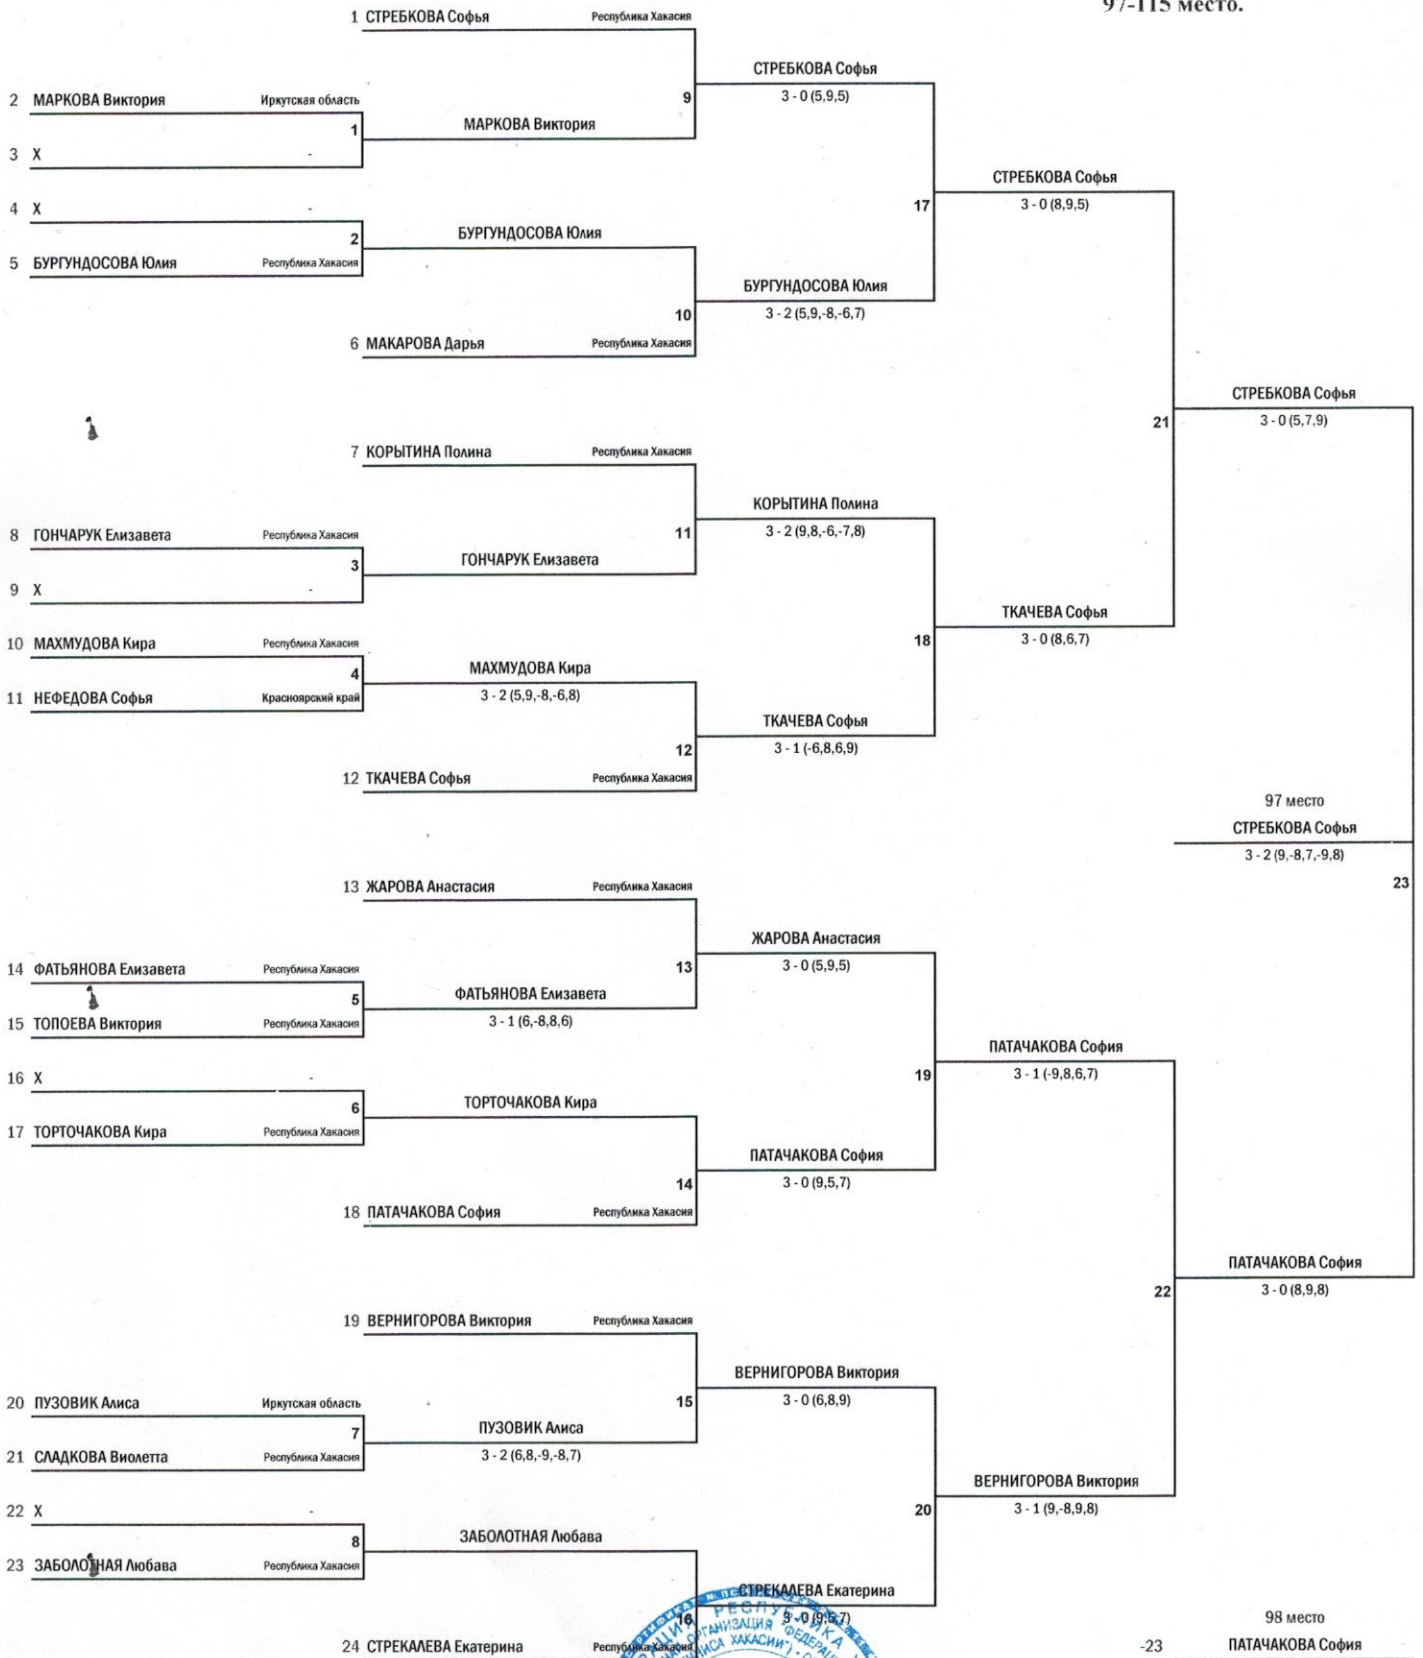 97-115 место.
1 СТРЕБКОВА Софья Республика Хакасия
СТРЕБКОВА Софья
9 3 - 0 (5,9,5)
2 МАРКОВА Виктория Иркутская область
1 МАРКОВА Виктория
3 X -
СТРЕБКОВА Софья
17 3 - 0 (8,9,5)
4 X -
2 БУРГУНДОСОВА Юлия
5 БУРГУНДОСОВА Юлия Республика Хакасия
БУРГУНДОСОВА Юлия
10 3 - 2 (5,9,-8,-6,7)
6 МАКАРОВА Дарья Республика Хакасия
СТРЕБКОВА Софья
21 3 - 0 (5,7,9)
7 КОРЫТИНА Полина Республика Хакасия
КОРЫТИНА Полина
11 3 - 2 (9,8,-6,-7,8)
8 ГОНЧАРУК Елизавета Республика Хакасия
3 ГОНЧАРУК Елизавета
9 X -
ТКАЧЕВА Софья
18 3 - 0 (8,6,7)
10 МАХМУДОВА Кира Республика Хакасия
4 МАХМУДОВА Кира
11 НЕФЕДОВА Софья Красноярский край
3 - 2 (5,9,-8,-6,8)
ТКАЧЕВА Софья
12 3 - 1 (-6,8,6,9)
12 ТКАЧЕВА Софья Республика Хакасия
97 место
СТРЕБКОВА Софья
3 - 2 (9,-8,7,-9,8)
23
13 ЖАРОВА Анастасия Республика Хакасия
ЖАРОВА Анастасия
13 3 - 0 (5,9,5)
14 ФАТЬЯНОВА Елизавета Республика Хакасия
5 ФАТЬЯНОВА Елизавета
15 ТОПОЕВА Виктория Республика Хакасия
3 - 1 (6,-8,8,6)
ПАТАЧАКОВА София
19 3 - 1 (-9,8,6,7)
16 X -
6 ТОРТОЧАКОВА Кира
17 ТОРТОЧАКОВА Кира Республика Хакасия
ПАТАЧАКОВА София
14 3 - 0 (9,5,7)
18 ПАТАЧАКОВА София Республика Хакасия
ПАТАЧАКОВА София
22 3 - 0 (8,9,8)
19 ВЕРНИГОРОВА Виктория Республика Хакасия
ВЕРНИГОРОВА Виктория
15 3 - 0 (6,8,9)
20 ПУЗОВИК Алиса Иркутская область
7 ПУЗОВИК Алиса
21 СЛАДКОВА Виолетта Республика Хакасия
3 - 2 (6,8,-9,-8,7)
ВЕРНИГОРОВА Виктория
20 3 - 1 (9,-8,9,8)
22 X -
8 ЗАБОЛОТНАЯ Любава
23 ЗАБОЛОТНАЯ Любава Республика Хакасия
СТРЕКАЛЕВА Екатерина
16 3 - 0 (9,5,7)
24 СТРЕКАЛЕВА Екатерина Республика Хакасия
98 место
-23 ПАТАЧАКОВА София
РЕСПУБЛИКА
ОРГАНИЗАЦИЯ
ХАКАСИИ